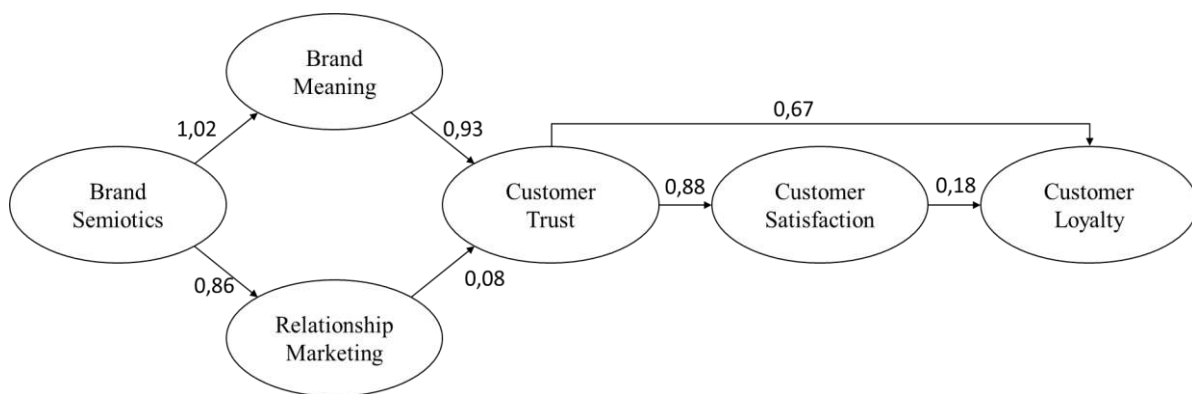 Brand
Meaning
1,02
0,93
0,67
Brand
Semiotics
Customer
Trust
0,88
Customer
Satisfaction
0,18
Customer
Loyalty
0,86
0,08
Relationship
Marketing